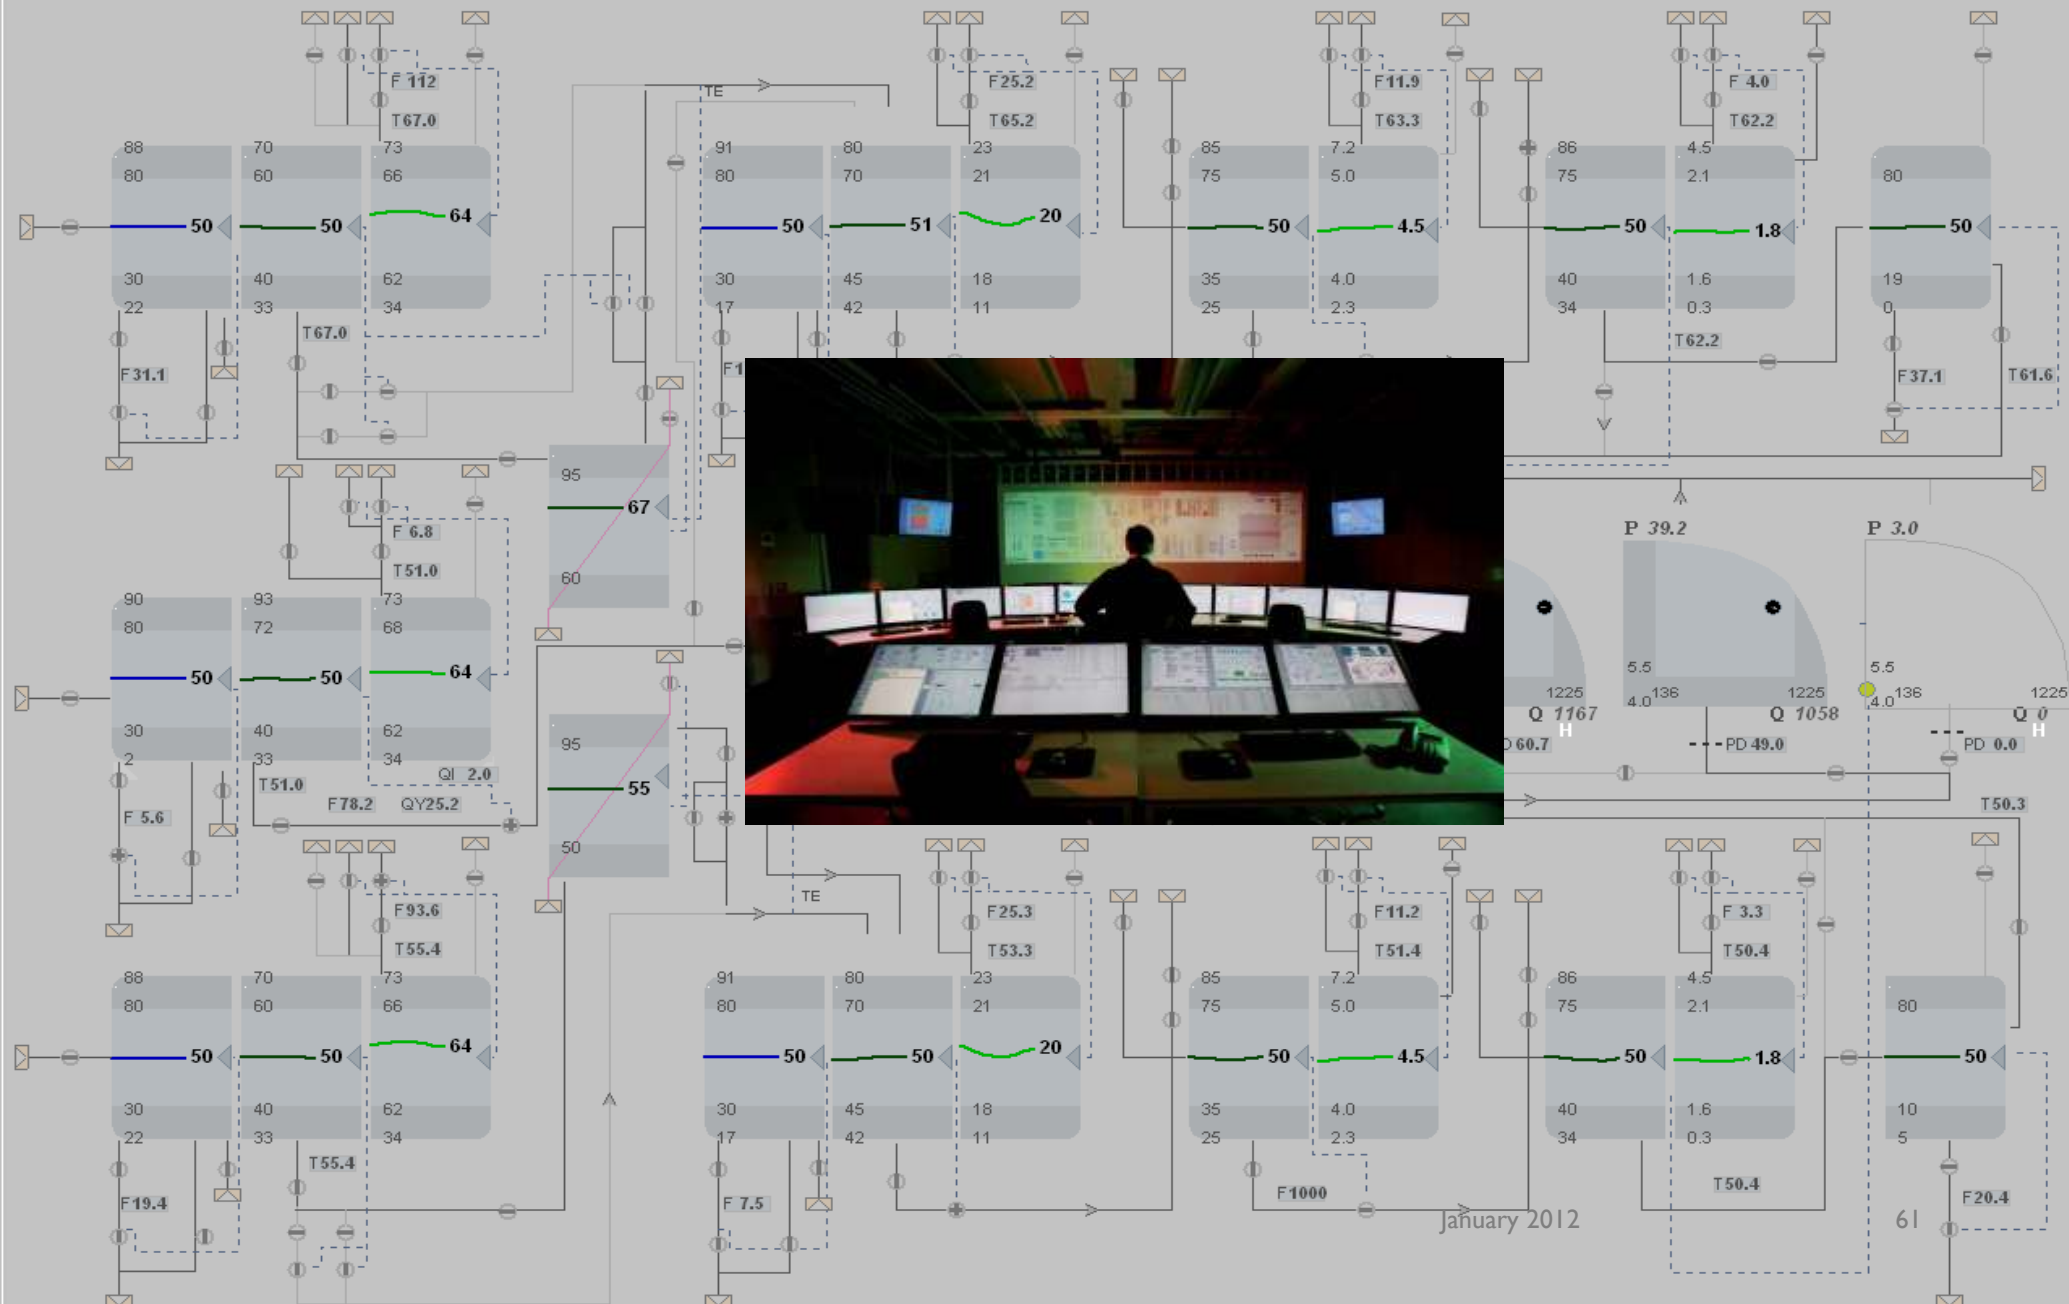 F 112
F25.2
F11.9
F 4.0
TE
T67.0
T65.2
T63.3
T62.2
88 70 73 91 80 23 85 7.2 86 4.5
80 60 66 80 70 21 75 5.0 75 2.1 80
50 50 64 50 51 20 50 4.5 50 1.8 50
30 40 62 30 45 18 35 4.0 40 1.6 19
22 33 34 17 42 11 25 2.3 34 0.3 0
T67.0
T62.2
F31.1
F1
F37.1
T61.6
95
67
60
F 6.8
T51.0
P 39.2
P 3.0
90 93 73
80 72 68
50 50 64
30 40 62
2 33 34
5.5 5.5
4.0 4.0
1225 136 1225 136 1225
Q 1167
Q 1058
Q 0
H H
D 60.7
PD 49.0
PD 0.0
95
55
50
T51.0
QI 2.0
F78.2
QY25.2
F 5.6
T50.3
TE
F93.6
F25.3
F11.2
F 3.3
T55.4
T53.3
T51.4
T50.4
88 70 73 91 80 23 85 7.2 86 4.5
80 60 66 80 70 21 75 5.0 75 2.1 80
50 50 64 50 50 20 50 4.5 50 1.8 50
30 40 62 30 45 18 35 4.0 40 1.6 10
22 33 34 17 42 11 25 2.3 34 0.3 5
T55.4
T50.4
F19.4
F 7.5
F1000
F20.4
January 2012
61